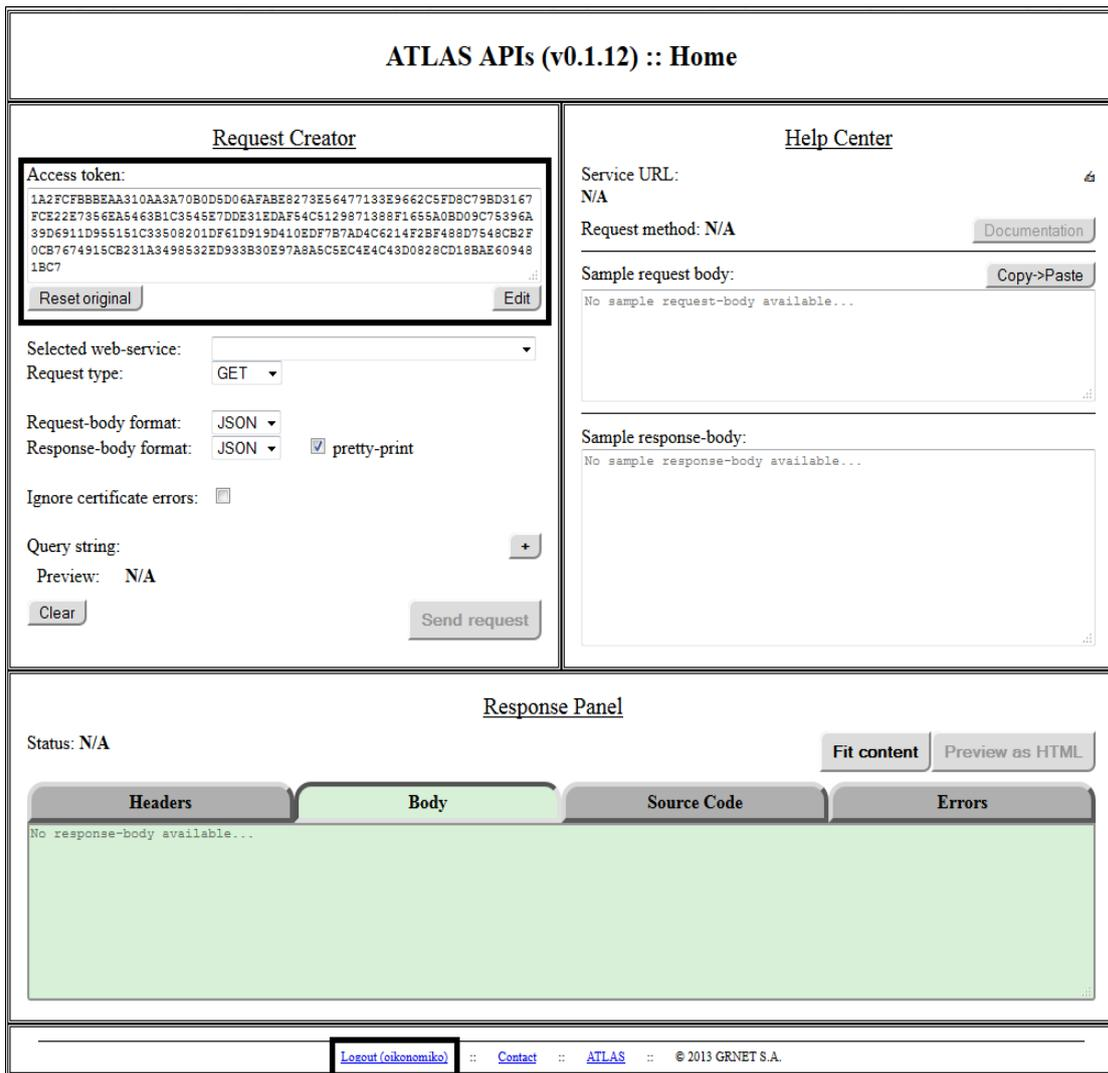 ATLAS APIs (v0.1.12) :: Home
Request Creator
Access token:
1A2FCFBBBEAA310AA3A70B0D5D06AFABE8273E56477133E9662C5FD8C79BD3167
FCE22E7356EA5463B1C3545E7DDE31EDAF54C5129871388F1655A0BD09C75396A
39D6911D955151C33508201DF61D919D410EDF7B7AD4C6214F2BF488D7548CB2F
0CB7674915CB231A3498532ED933B30E97A8A5C5EC4E4C43D0828CD18BAE60948
1BC7
Reset original
Edit
Selected web-service:
Request type: GET
Request-body format: JSON
Response-body format: JSON pretty-print
Ignore certificate errors:
Query string: +
Preview: N/A
Clear
Send request
Help Center
Service URL:
N/A
Request method: N/A
Documentation
Sample request body:
Copy->Paste
No sample request-body available...
Sample response-body:
No sample response-body available...
Response Panel
Status: N/A
Fit content
Preview as HTML
Headers
Body
Source Code
Errors
No response-body available...
Logout (oikonomiko) :: Contact :: ATLAS :: © 2013 GRNET S.A.